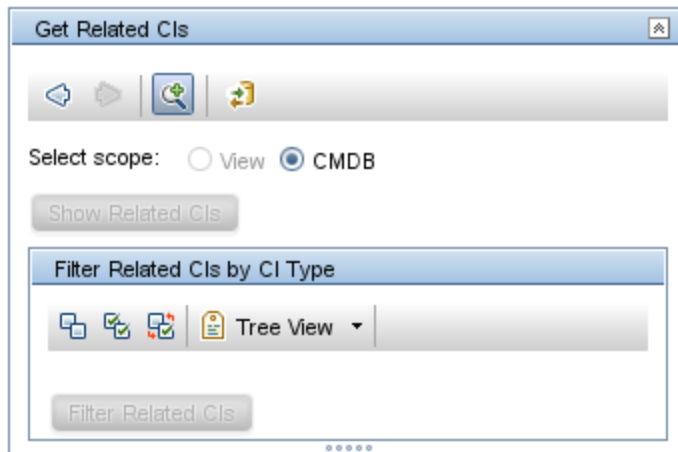 Get Related CIs
Select scope: View CMDB
Show Related CIs
Filter Related CIs by CI Type
Tree View
Filter Related CIs